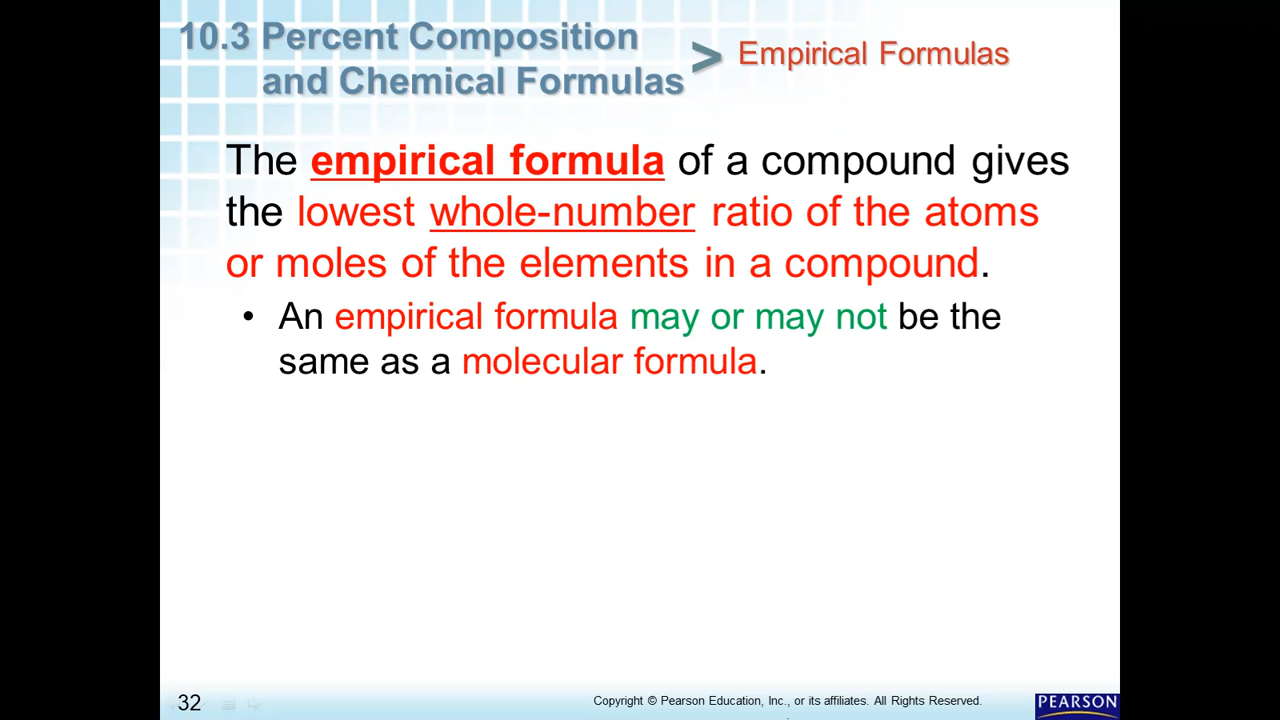 10.3 Percent Composition
and Chemical Formulas
> Empirical Formulas
The empirical formula of a compound gives
the lowest whole-number ratio of the atoms
or moles of the elements in a compound.
• An empirical formula may or may not be the
same as a molecular formula.
32
Copyright © Pearson Education, Inc., or its affiliates. All Rights Reserved.
PEARSON